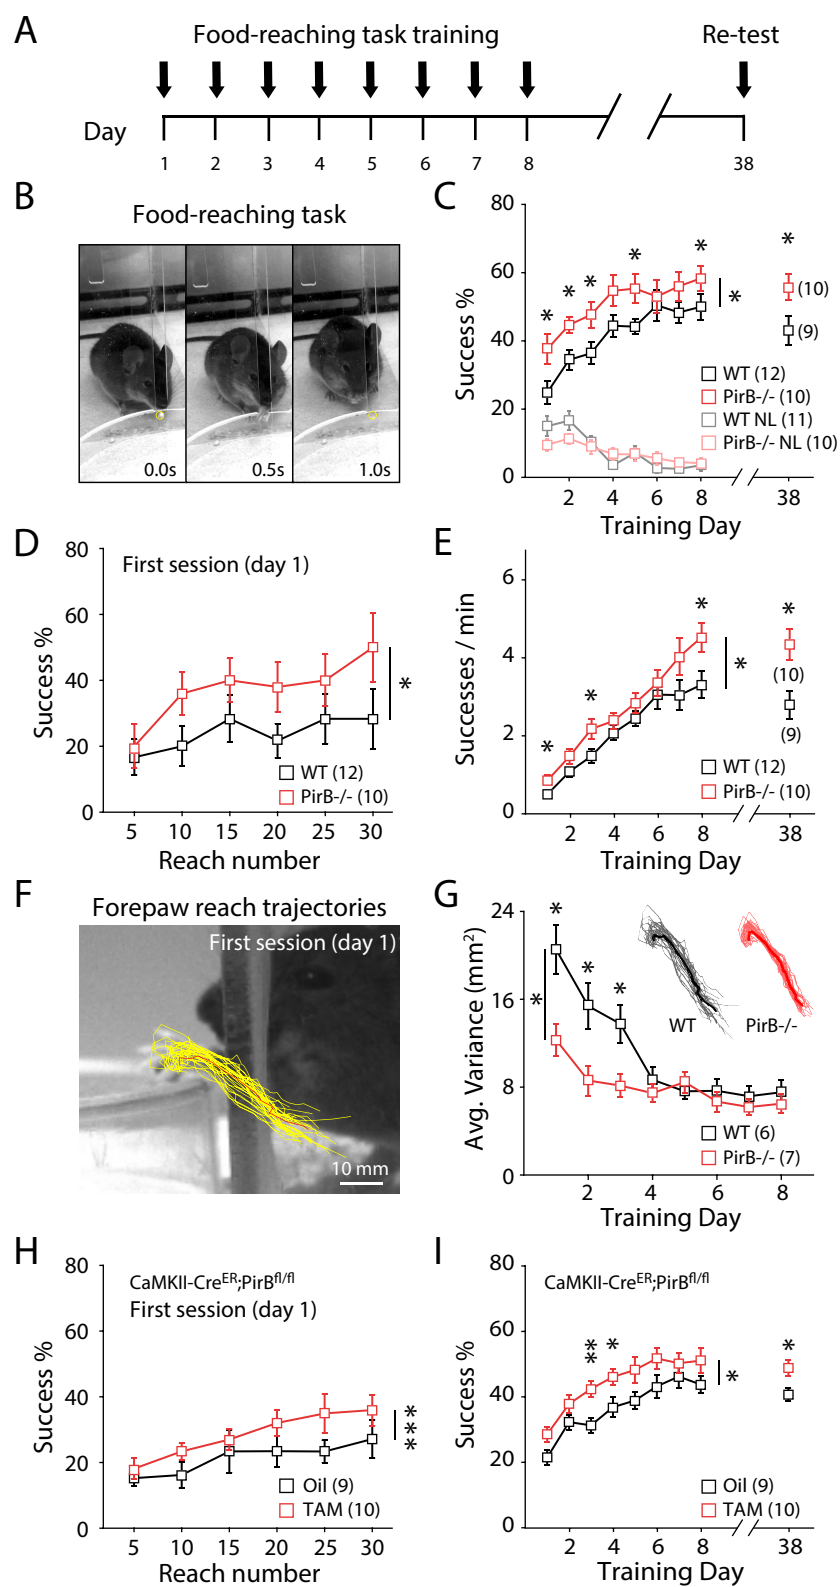 A
Food-reaching task training
Re-test
Day
1 2 3 4 5 6 7 8 38
B
Food-reaching task
0.0s 0.5s 1.0s
C
Success %
80
60
40
20
0
* * * * * * *
(10)
(9)
WT (12)
PirB-/- (10)
WT NL (11)
PirB-/- NL (10)
2 4 6 8 38
Training Day
D
First session (day 1)
Success %
80
60
40
20
0
*
WT (12)
PirB-/- (10)
5 10 15 20 25 30
Reach number
E
Successes / min
6
4
2
0
* * * * *
(10)
(9)
WT (12)
PirB-/- (10)
2 4 6 8 38
Training Day
F
Forepaw reach trajectories
First session (day 1)
10 mm
G
Avg. Variance (mm²)
24
16
8
0
* * * *
WT
PirB-/-
WT (6)
PirB-/- (7)
2 4 6 8
Training Day
H
CaMKII-Creᴱᴿ;PirBᶠˡ/ᶠˡ
First session (day 1)
Success %
80
60
40
20
0
***
Oil (9)
TAM (10)
5 10 15 20 25 30
Reach number
I
CaMKII-Creᴱᴿ;PirBᶠˡ/ᶠˡ
Success %
80
60
40
20
0
** * * *
Oil (9)
TAM (10)
2 4 6 8 38
Training Day